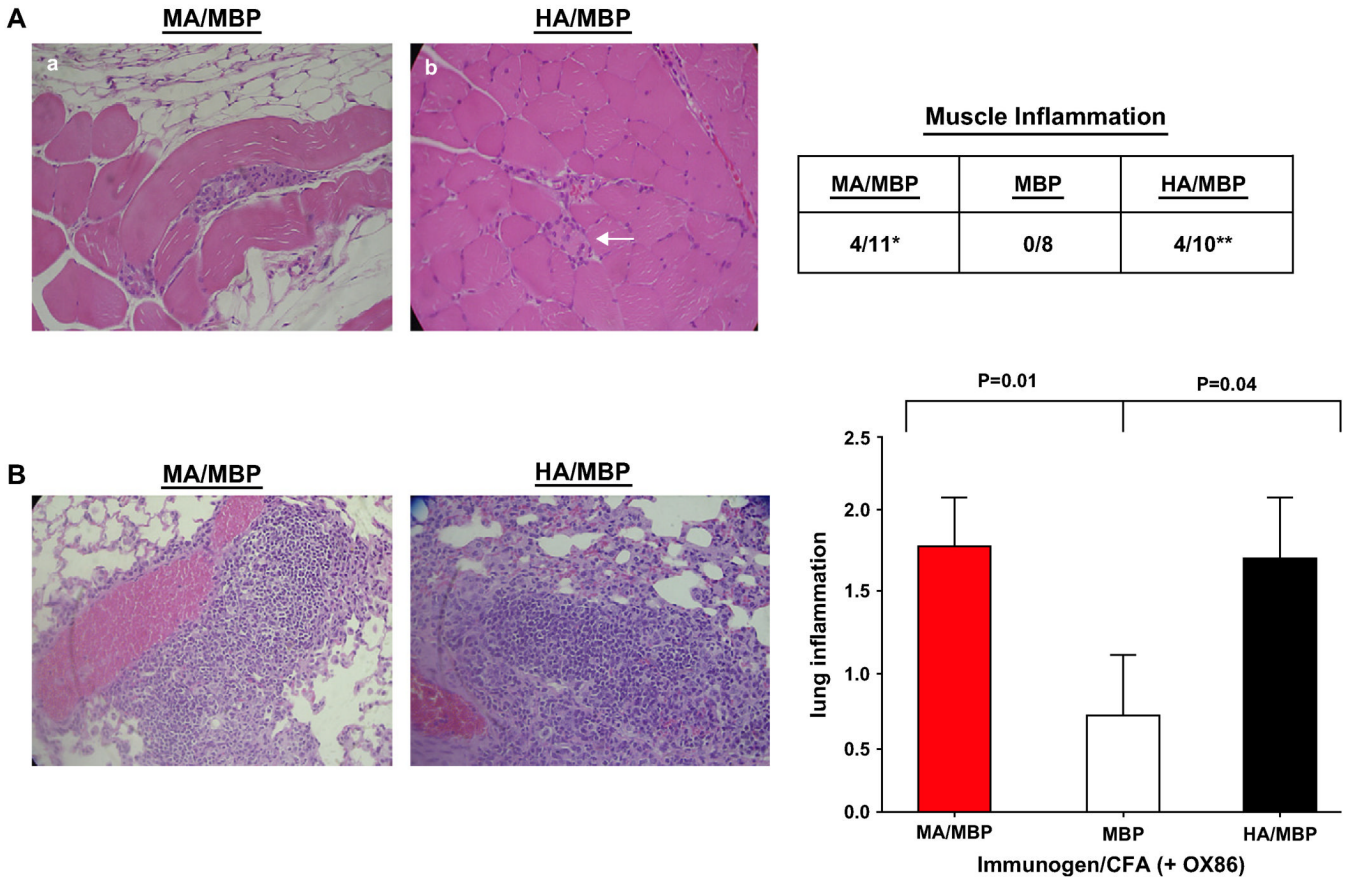 A
MA/MBP
HA/MBP
a
b
Muscle Inflammation
MA/MBP
MBP
HA/MBP
4/11*
0/8
4/10**
B
MA/MBP
HA/MBP
P=0.01
P=0.04
lung inflammation
2.5
2.0
1.5
1.0
0.5
0.0
MA/MBP
MBP
HA/MBP
Immunogen/CFA (+ OX86)